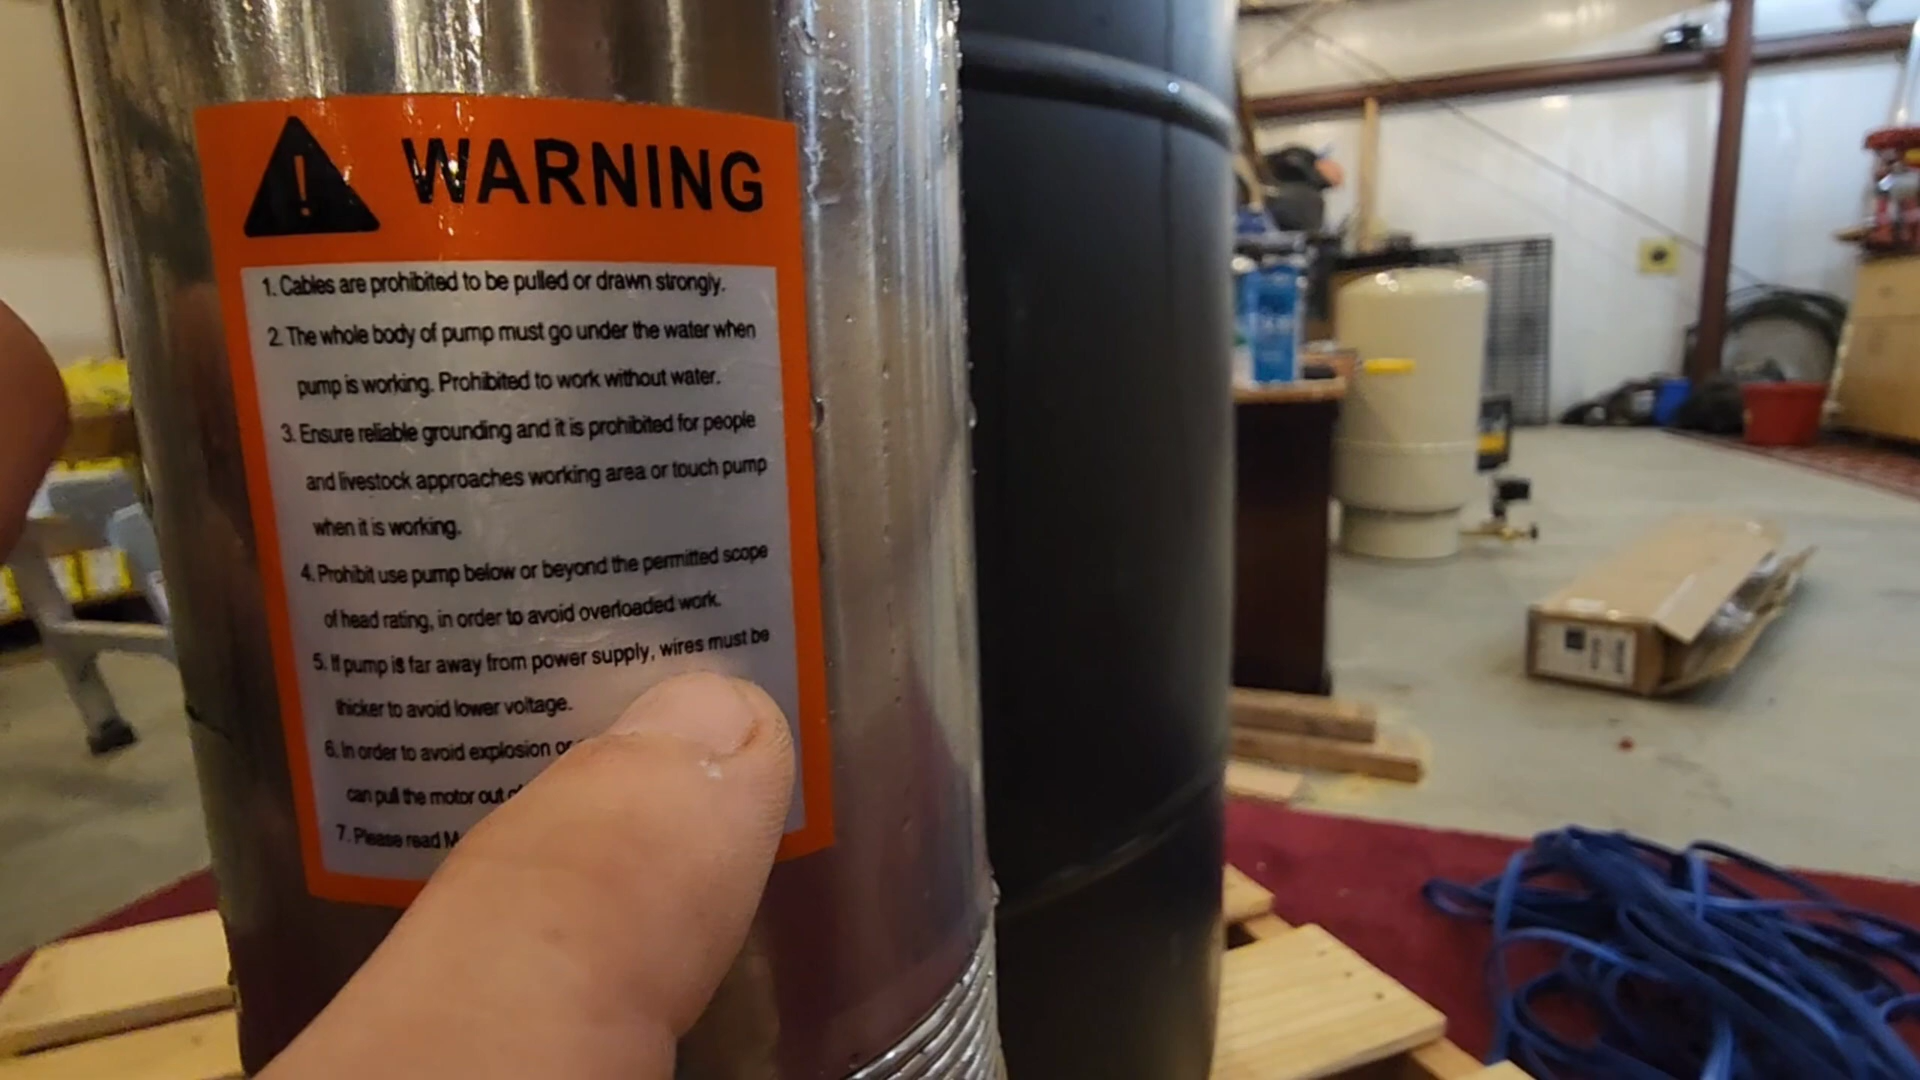 WARNING
1. Cables are prohibited to be pulled or drawn strongly.
2. The whole body of pump must go under the water when
pump is working. Prohibited to work without water.
3. Ensure reliable grounding and it is prohibited for people
and livestock approaches working area or touch pump
when it is working.
4. Prohibit use pump below or beyond the permitted scope
of head rating, in order to avoid overloaded work.
5. If pump is far away from power supply, wires must be
thicker to avoid lower voltage.
6. In order to avoid explosion
can pull the motor out
7. Please read